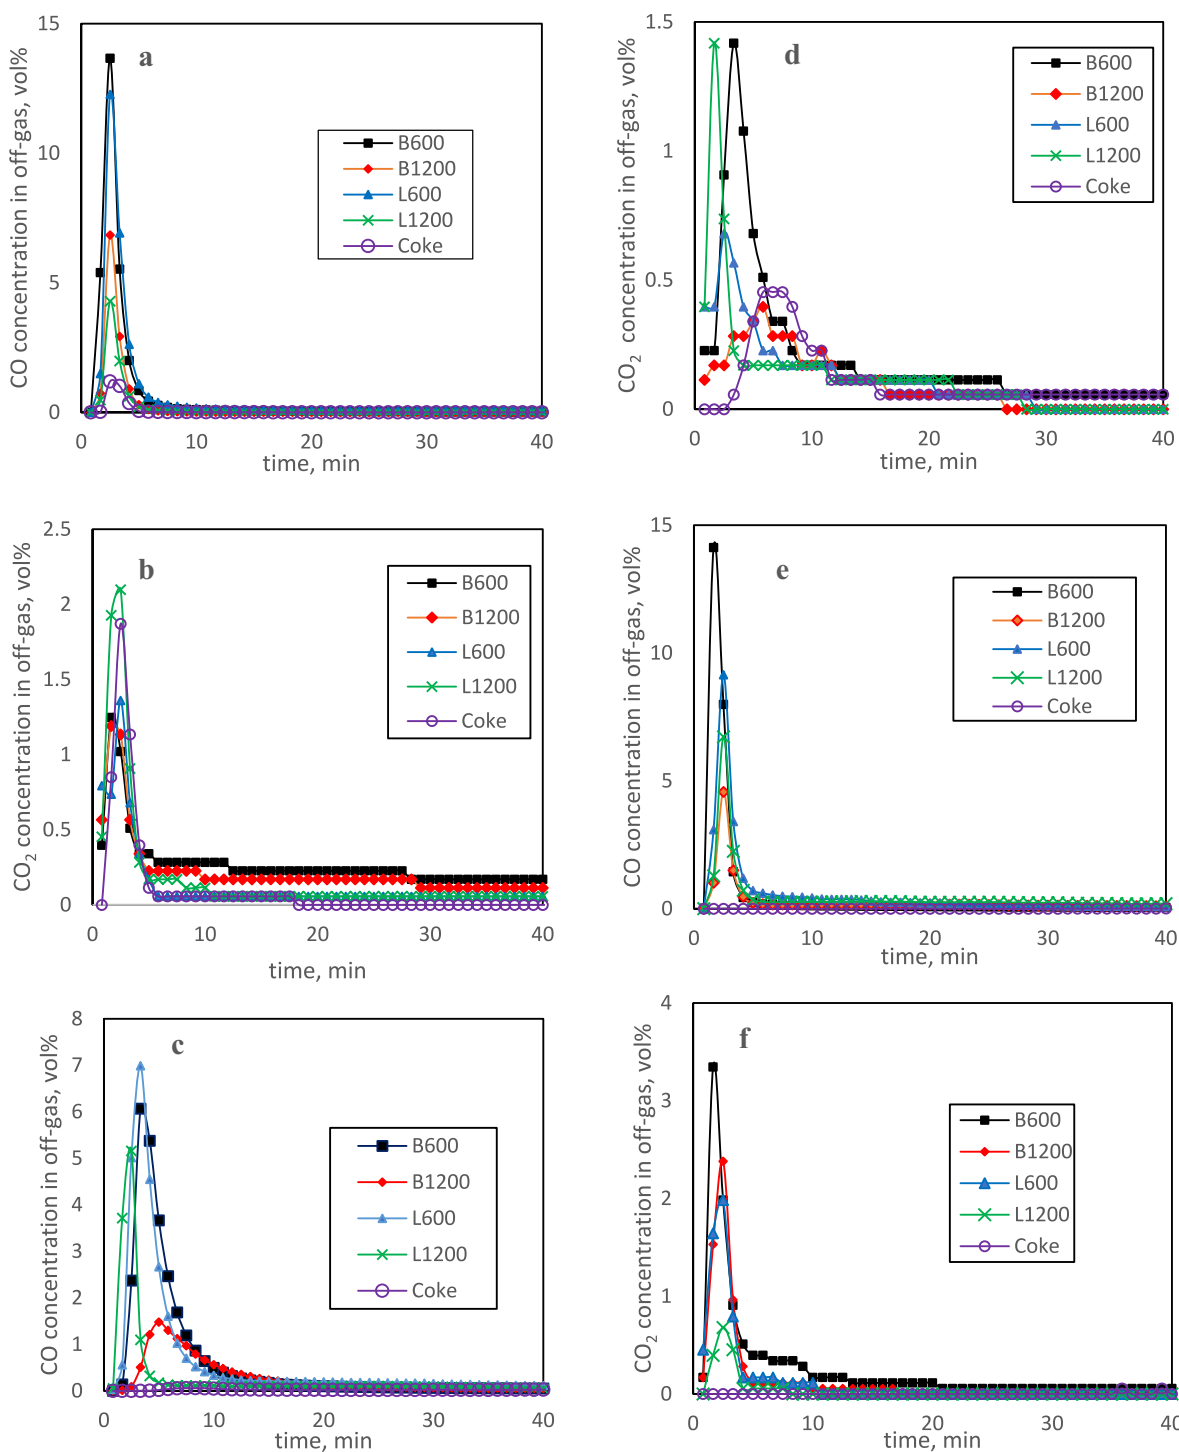 CO concentration in off-gas, vol%
15
10
5
0
a
B600
B1200
L600
L1200
Coke
0 10 20 30 40
time, min
CO2 concentration in off-gas, vol%
1.5
1
0.5
0
d
B600
B1200
L600
L1200
Coke
0 10 20 30 40
time, min
CO2 concentration in off-gas, vol%
2.5
2
1.5
1
0.5
0
b
B600
B1200
L600
L1200
Coke
0 10 20 30 40
time, min
CO concentration in off-gas, vol%
15
10
5
0
e
B600
B1200
L600
L1200
Coke
0 10 20 30 40
time, min
CO concentration in off-gas, vol%
8
7
6
5
4
3
2
1
0
c
B600
B1200
L600
L1200
Coke
0 10 20 30 40
time, min
CO2 concentration in off-gas, vol%
4
3
2
1
0
f
B600
B1200
L600
L1200
Coke
0 10 20 30 40
time, min